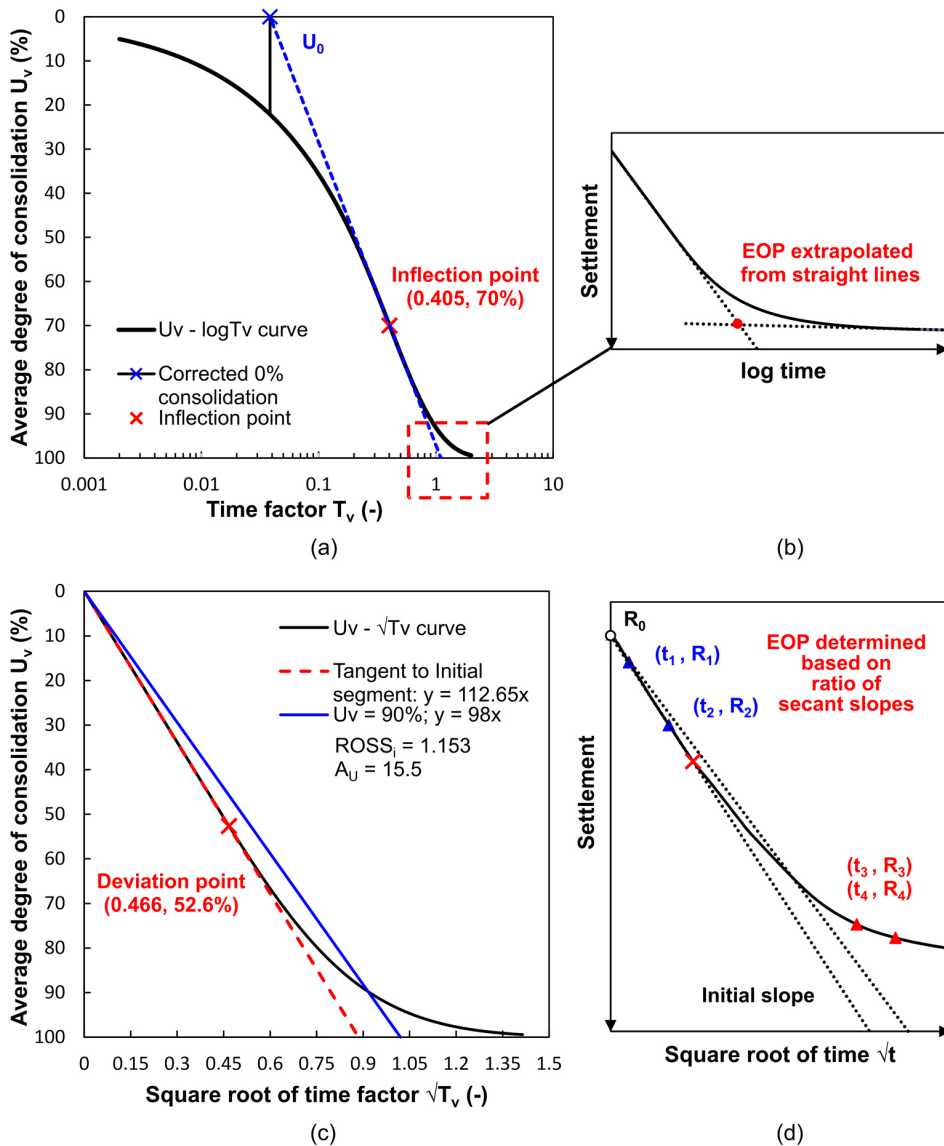 0
10
20
30
40
50
60
70
80
90
100
Average degree of consolidation Uᵥ (%)
U₀
Inflection point
(0.405, 70%)
Uv - logTv curve
Corrected 0%
consolidation
Inflection point
0.001
0.01
0.1
1
10
Time factor Tᵥ (-)
(a)
Settlement
EOP extrapolated
from straight lines
log time
(b)
0
10
20
30
40
50
60
70
80
90
100
Average degree of consolidation Uᵥ (%)
Uv - √Tv curve
Tangent to Initial
segment: y = 112.65x
Uv = 90%; y = 98x
ROSSᵢ = 1.153
A_U = 15.5
Deviation point
(0.466, 52.6%)
0
0.15
0.3
0.45
0.6
0.75
0.9
1.05
1.2
1.35
1.5
Square root of time factor √Tᵥ (-)
(c)
Settlement
R₀
(t₁ , R₁)
(t₂ , R₂)
EOP determined
based on
ratio of
secant slopes
(t₃ , R₃)
(t₄ , R₄)
Initial slope
Square root of time √t
(d)